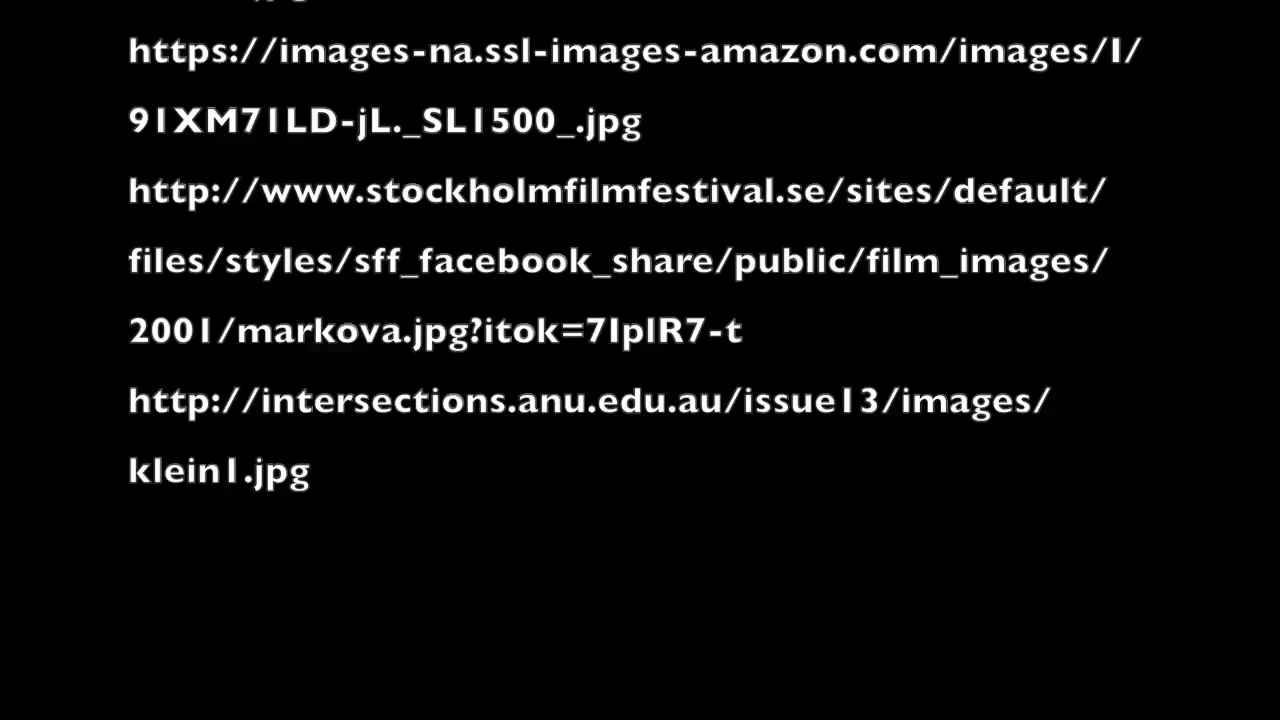 https://images-na.ssl-images-amazon.com/images/I/
91XM71LD-jL._SL1500_.jpg
http://www.stockholmfilmfestival.se/sites/default/
files/styles/sff_facebook_share/public/film_images/
2001/markova.jpg?itok=7IplR7-t
http://intersections.anu.edu.au/issue13/images/
klein1.jpg